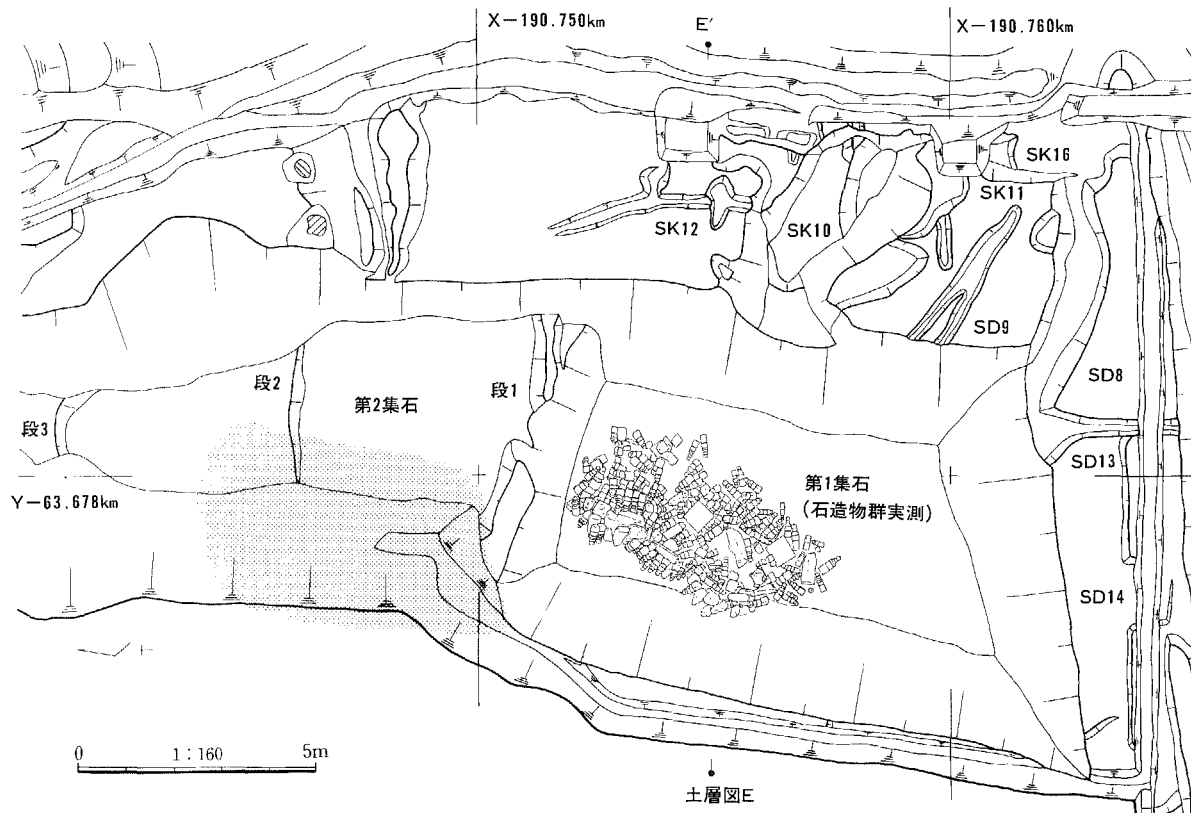 X－190.750km
E′
X－190.760km
SK16
SK11
SK12
SK10
SD9
SD8
段2
第2集石
段1
段3
SD13
Y－63.678km
第1集石
(石造物群実測)
SD14
0 1：160 5m
土層図E